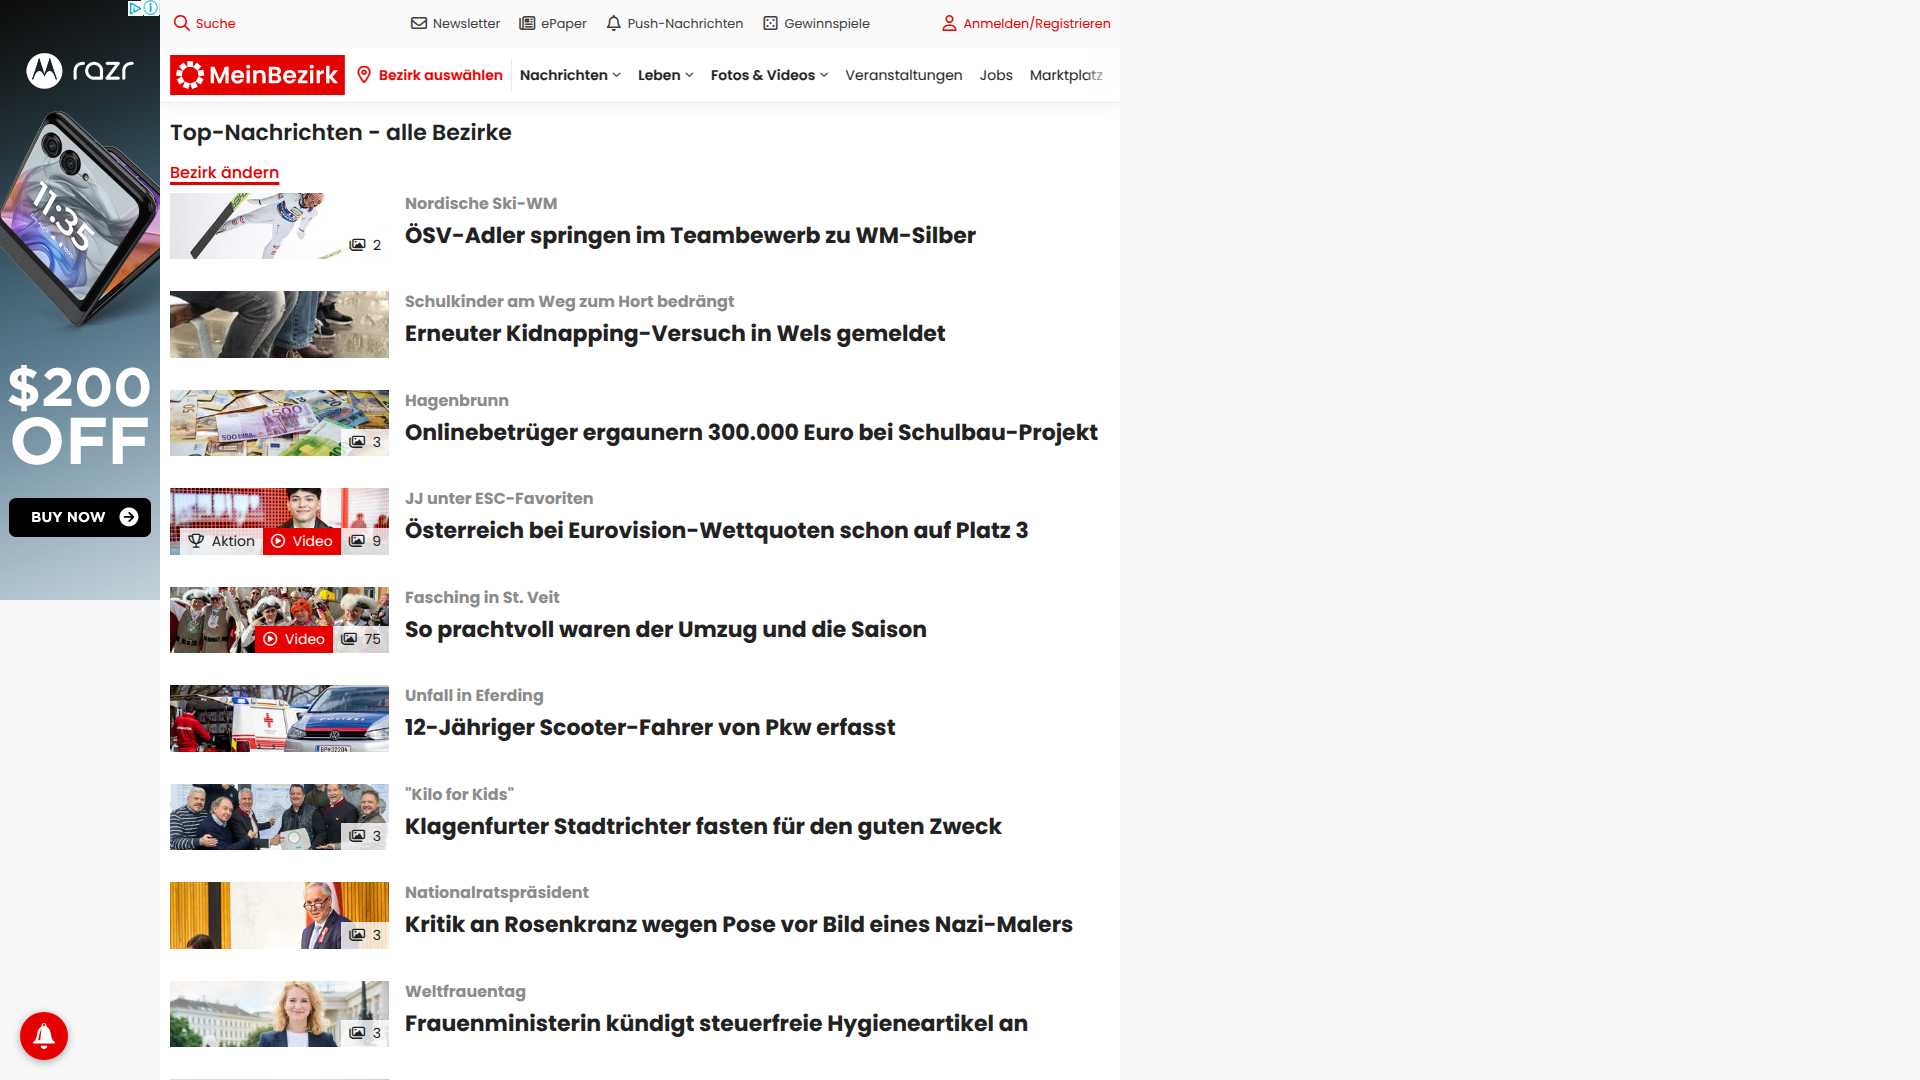 Suche
Newsletter
ePaper
Push-Nachrichten
Gewinnspiele
Anmelden/Registrieren
MeinBezirk
Bezirk auswählen
Nachrichten
Leben
Fotos & Videos
Veranstaltungen
Jobs
Marktplatz
razr
11:35
$200
OFF
BUY NOW
Top-Nachrichten - alle Bezirke
Bezirk ändern
2
Nordische Ski-WM
ÖSV-Adler springen im Teambewerb zu WM-Silber
Schulkinder am Weg zum Hort bedrängt
Erneuter Kidnapping-Versuch in Wels gemeldet
3
Hagenbrunn
Onlinebetrüger ergaunern 300.000 Euro bei Schulbau-Projekt
Aktion
Video
9
JJ unter ESC-Favoriten
Österreich bei Eurovision-Wettquoten schon auf Platz 3
Video
75
Fasching in St. Veit
So prachtvoll waren der Umzug und die Saison
Unfall in Eferding
12-Jähriger Scooter-Fahrer von Pkw erfasst
3
"Kilo for Kids"
Klagenfurter Stadtrichter fasten für den guten Zweck
3
Nationalratspräsident
Kritik an Rosenkranz wegen Pose vor Bild eines Nazi-Malers
3
Weltfrauentag
Frauenministerin kündigt steuerfreie Hygieneartikel an